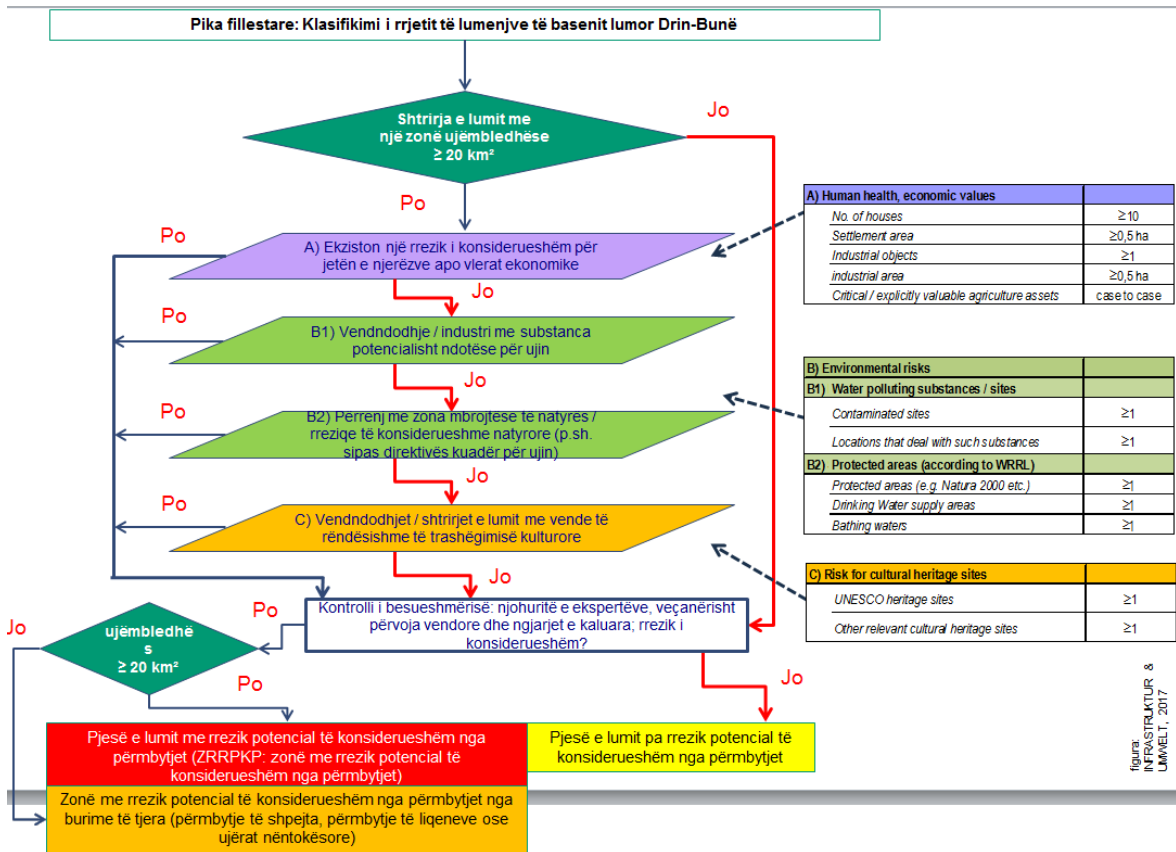 Pika fillestare: Klasifikimi i rrjetit të lumenjve të basenit lumor Drin-Bunë
Shtrirja e lumit me
një zonë ujëmbledhëse
≥ 20 km²
Jo
Po
A) Ekziston një rrezik i konsiderueshëm për
jetën e njerëzve apo vlerat ekonomike
Po
Jo
B1) Vendndodhje / industri me substanca
potencialisht ndotëse për ujin
Po
Jo
B2) Përrenj me zona mbrojtëse të natyrës /
rreziqe të konsiderueshme natyrore (p.sh.
sipas direktivës kuadër për ujin)
Po
Jo
C) Vendndodhjet / shtrirjet e lumit me vende të
rëndësishme të trashëgimisë kulturore
Po
Jo
Kontrolli i besueshmërisë: njohuritë e ekspertëve, veçanërisht
përvoja vendore dhe ngjarjet e kaluara; rrezik i
konsiderueshëm?
Po
Jo
ujëmbledhë
s
≥ 20 km²
Jo
Po
Pjesë e lumit me rrezik potencial të konsiderueshëm nga
përmbytjet (ZRRPKP: zonë me rrezik potencial të
konsiderueshëm nga përmbytjet)
Pjesë e lumit pa rrezik potencial të
konsiderueshëm nga përmbytjet
Zonë me rrezik potencial të konsiderueshëm nga përmbytjet nga
burime të tjera (përmbytje të shpejta, përmbytje të liqeneve ose
ujërat nëntokësore)
A) Human health, economic values
No. of houses ≥10
Settlement area ≥0,5 ha
Industrial objects ≥1
industrial area ≥0,5 ha
Critical / explicitly valuable agriculture assets case to case
B) Environmental risks
B1) Water polluting substances / sites
Contaminated sites ≥1
Locations that deal with such substances ≥1
B2) Protected areas (according to WRRL)
Protected areas (e.g. Natura 2000 etc.) ≥1
Drinking Water supply areas ≥1
Bathing waters ≥1
C) Risk for cultural heritage sites
UNESCO heritage sites ≥1
Other relevant cultural heritage sites ≥1
figura:
INFRASTRUKTUR &
UMWELT, 2017